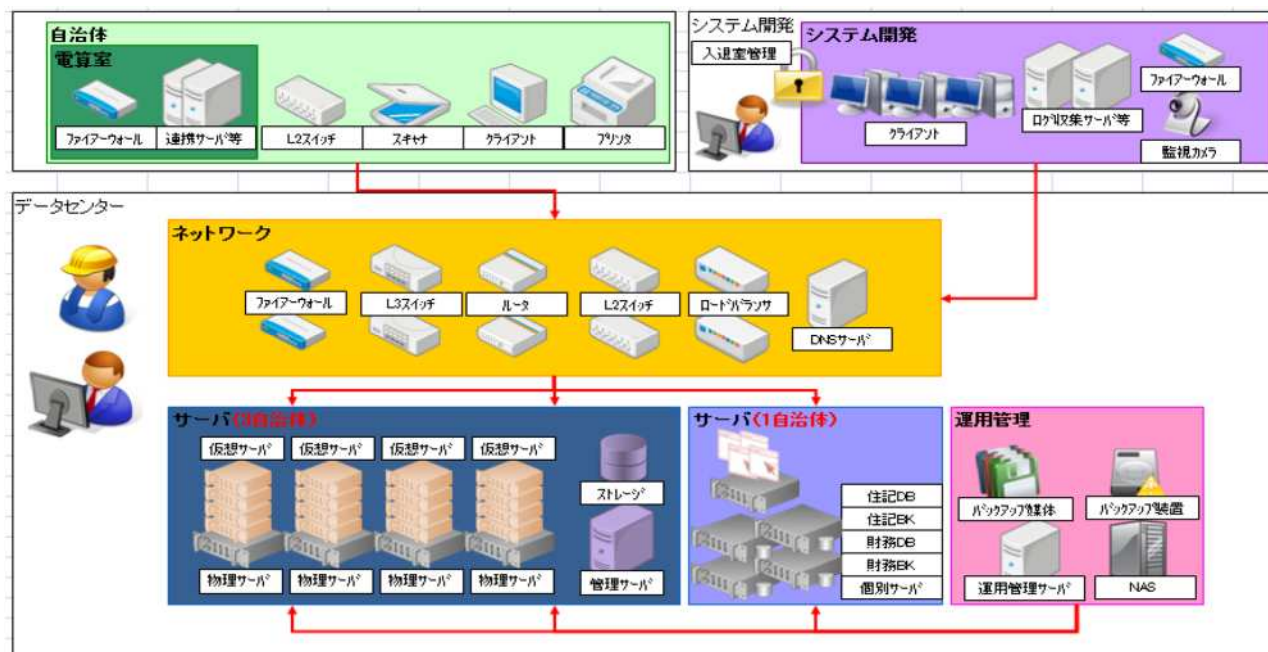 自治体
電算室
ファイアーウォール
連携サーバ等
L2スイッチ
スキャナ
クライアント
プリンタ
システム開発
入退室管理
システム開発
クライアント
ログ収集サーバ等
ファイアーウォール
監視カメラ
データセンター
ネットワーク
ファイアーウォール
L3スイッチ
ルータ
L2スイッチ
ロードバランサ
DNSサーバ
サーバ(3自治体)
仮想サーバ 仮想サーバ 仮想サーバ 仮想サーバ
ストレージ
物理サーバ 物理サーバ 物理サーバ 物理サーバ
管理サーバ
サーバ(1自治体)
住記DB
住記BK
財務DB
財務BK
個別サーバ
運用管理
バックアップ媒体
バックアップ装置
運用管理サーバ
NAS